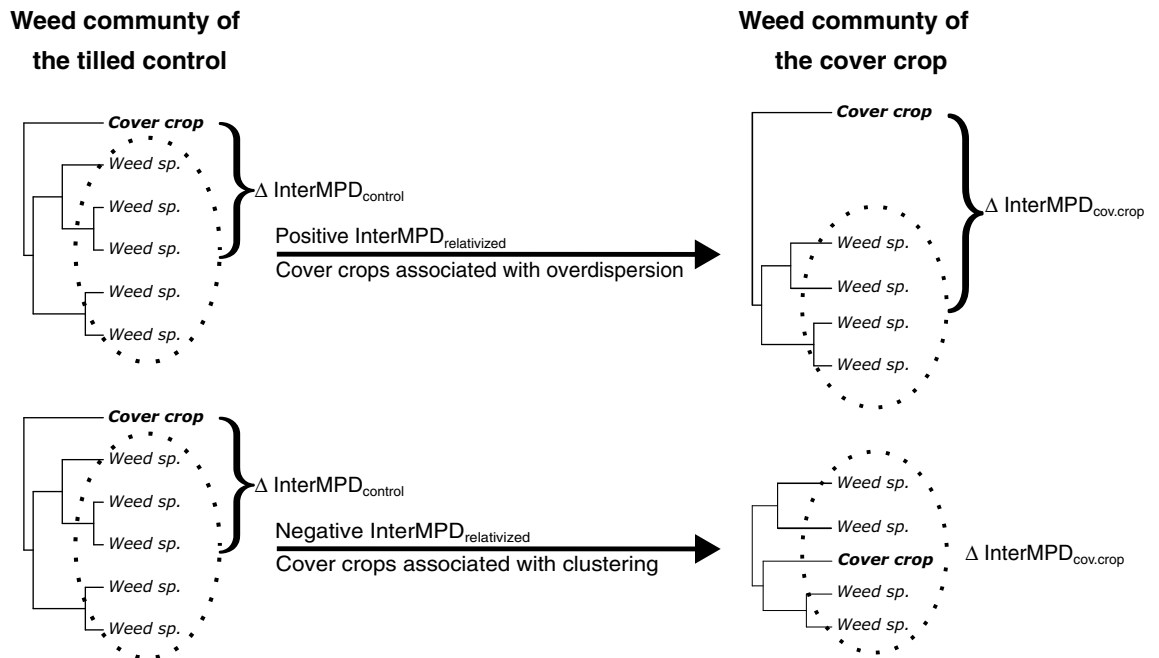 Weed communty of
the tilled control
Weed communty of
the cover crop
Cover crop
Weed sp.
Weed sp.
Weed sp.
Weed sp.
Weed sp.
Δ InterMPDcontrol
Positive InterMPDrelativized
Cover crops associated with overdispersion
Cover crop
Weed sp.
Weed sp.
Weed sp.
Weed sp.
Δ InterMPDcov.crop
Cover crop
Weed sp.
Weed sp.
Weed sp.
Weed sp.
Weed sp.
Δ InterMPDcontrol
Negative InterMPDrelativized
Cover crops associated with clustering
Weed sp.
Weed sp.
Cover crop
Weed sp.
Weed sp.
Δ InterMPDcov.crop